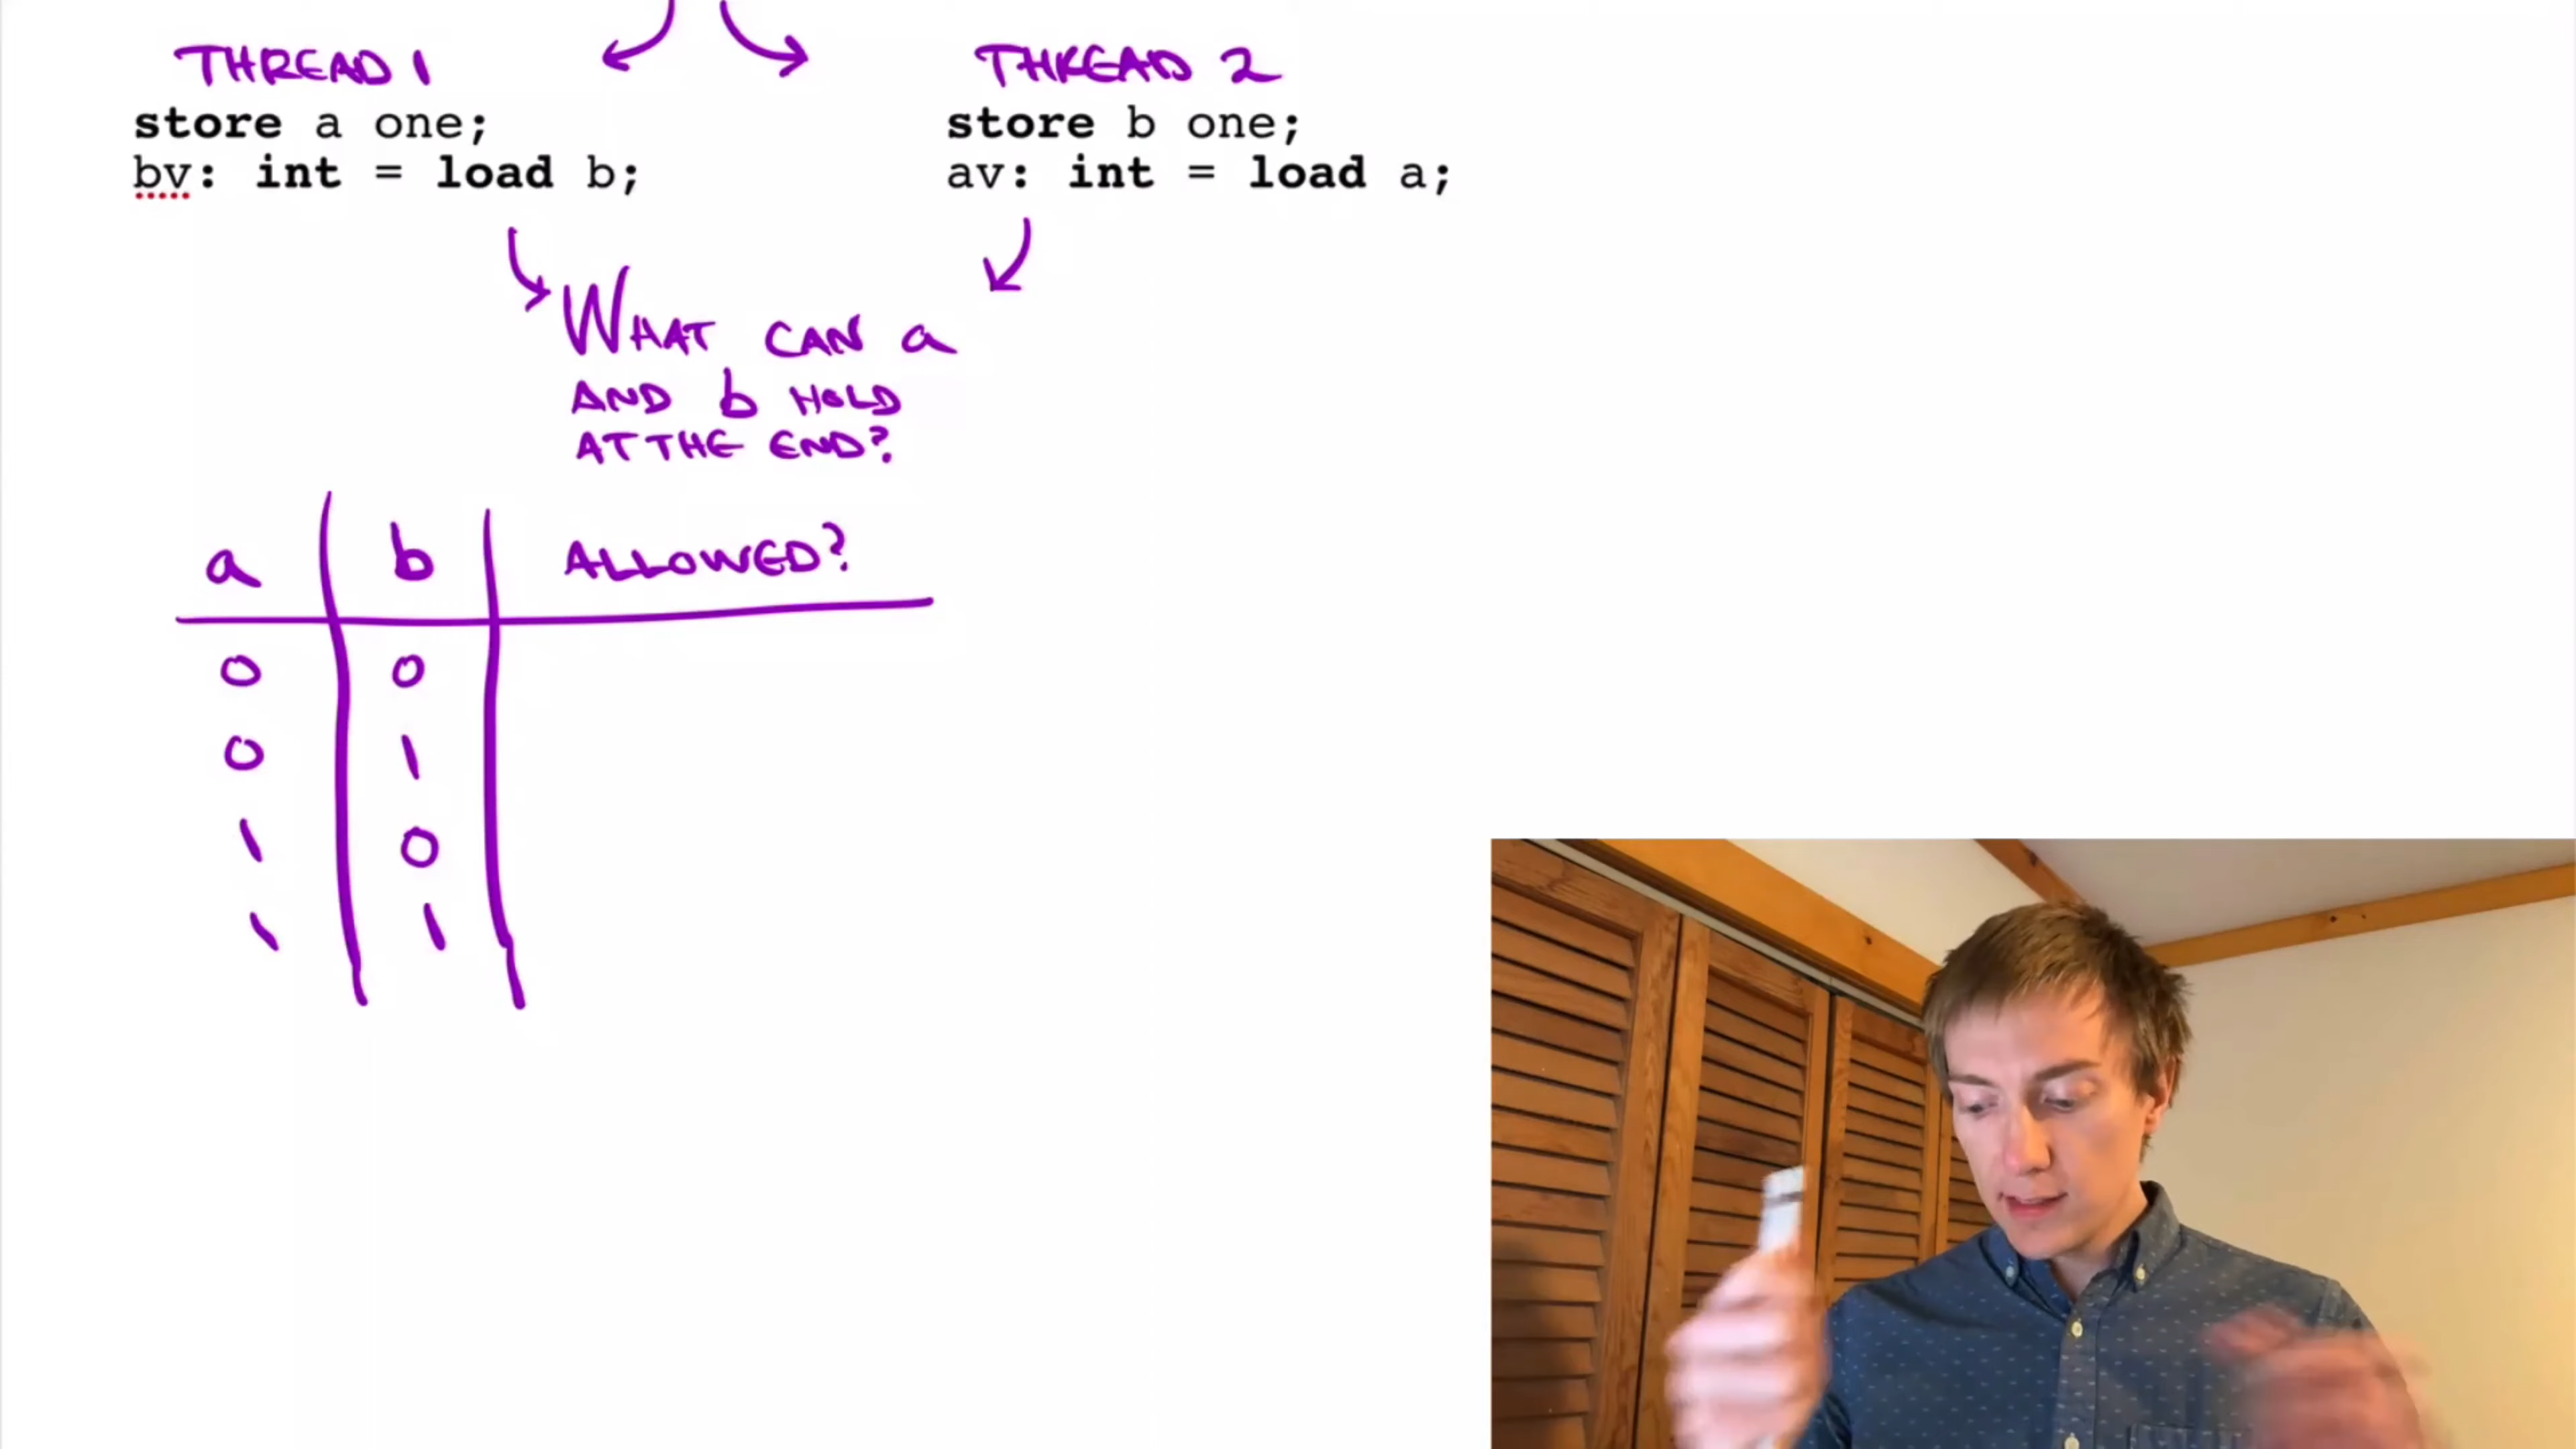 THREAD 1
THREAD 2
store a one;
bv: int = load b;
store b one;
av: int = load a;
WHAT CAN a
AND b HOLD
AT THE END?
a b ALLOWED?
0 0
0 1
1 0
1 1